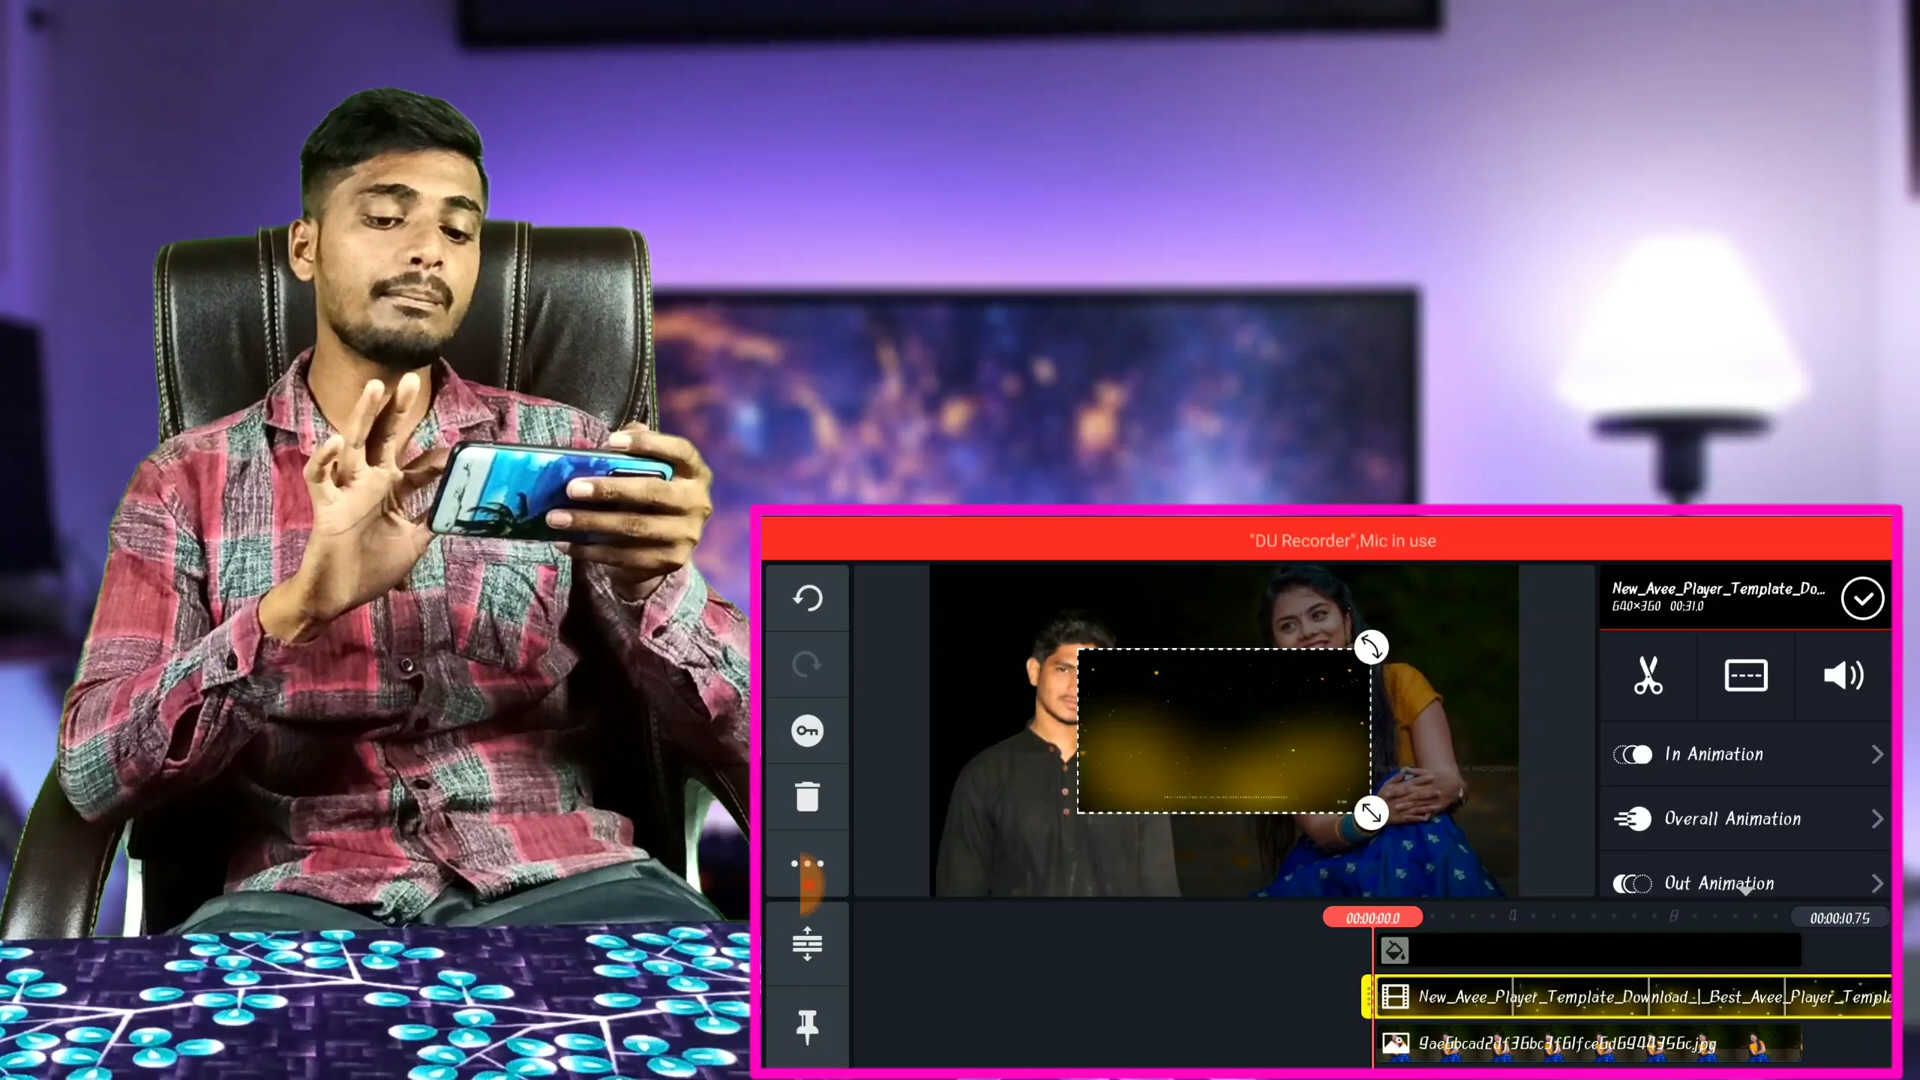 "DU Recorder",Mic in use
New_Avee_Player_Template_Do...
640×360 00:31.0
In Animation
Overall Animation
Out Animation
00:00:00.0
4
8
00:00:10.75
New_Avee_Player_Template_Download_|_Best_Avee_Player_Templa